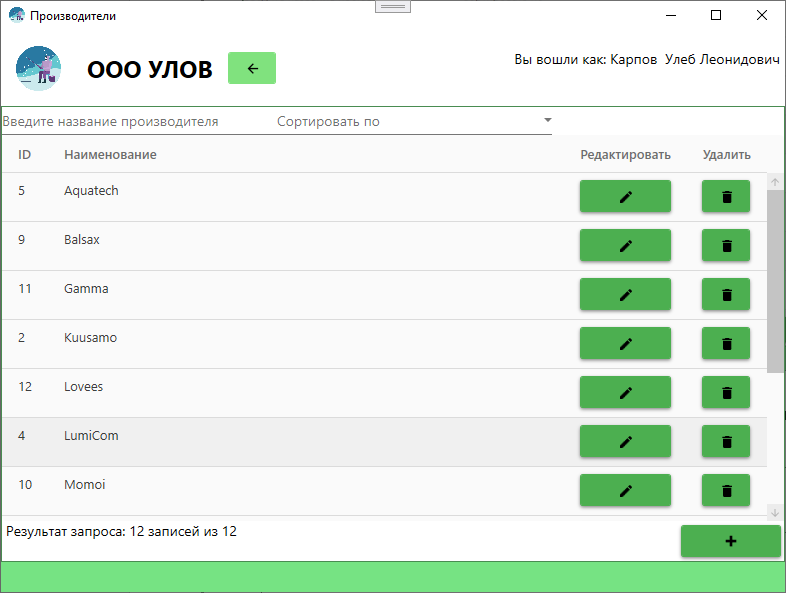 Производители
ООО УЛОВ
Вы вошли как: Карпов Улеб Леонидович
Введите название производителя Сортировать по
ID Наименование Редактировать Удалить
5 Aquatech
9 Balsax
11 Gamma
2 Kuusamo
12 Lovees
4 LumiCom
10 Momoi
Результат запроса: 12 записей из 12